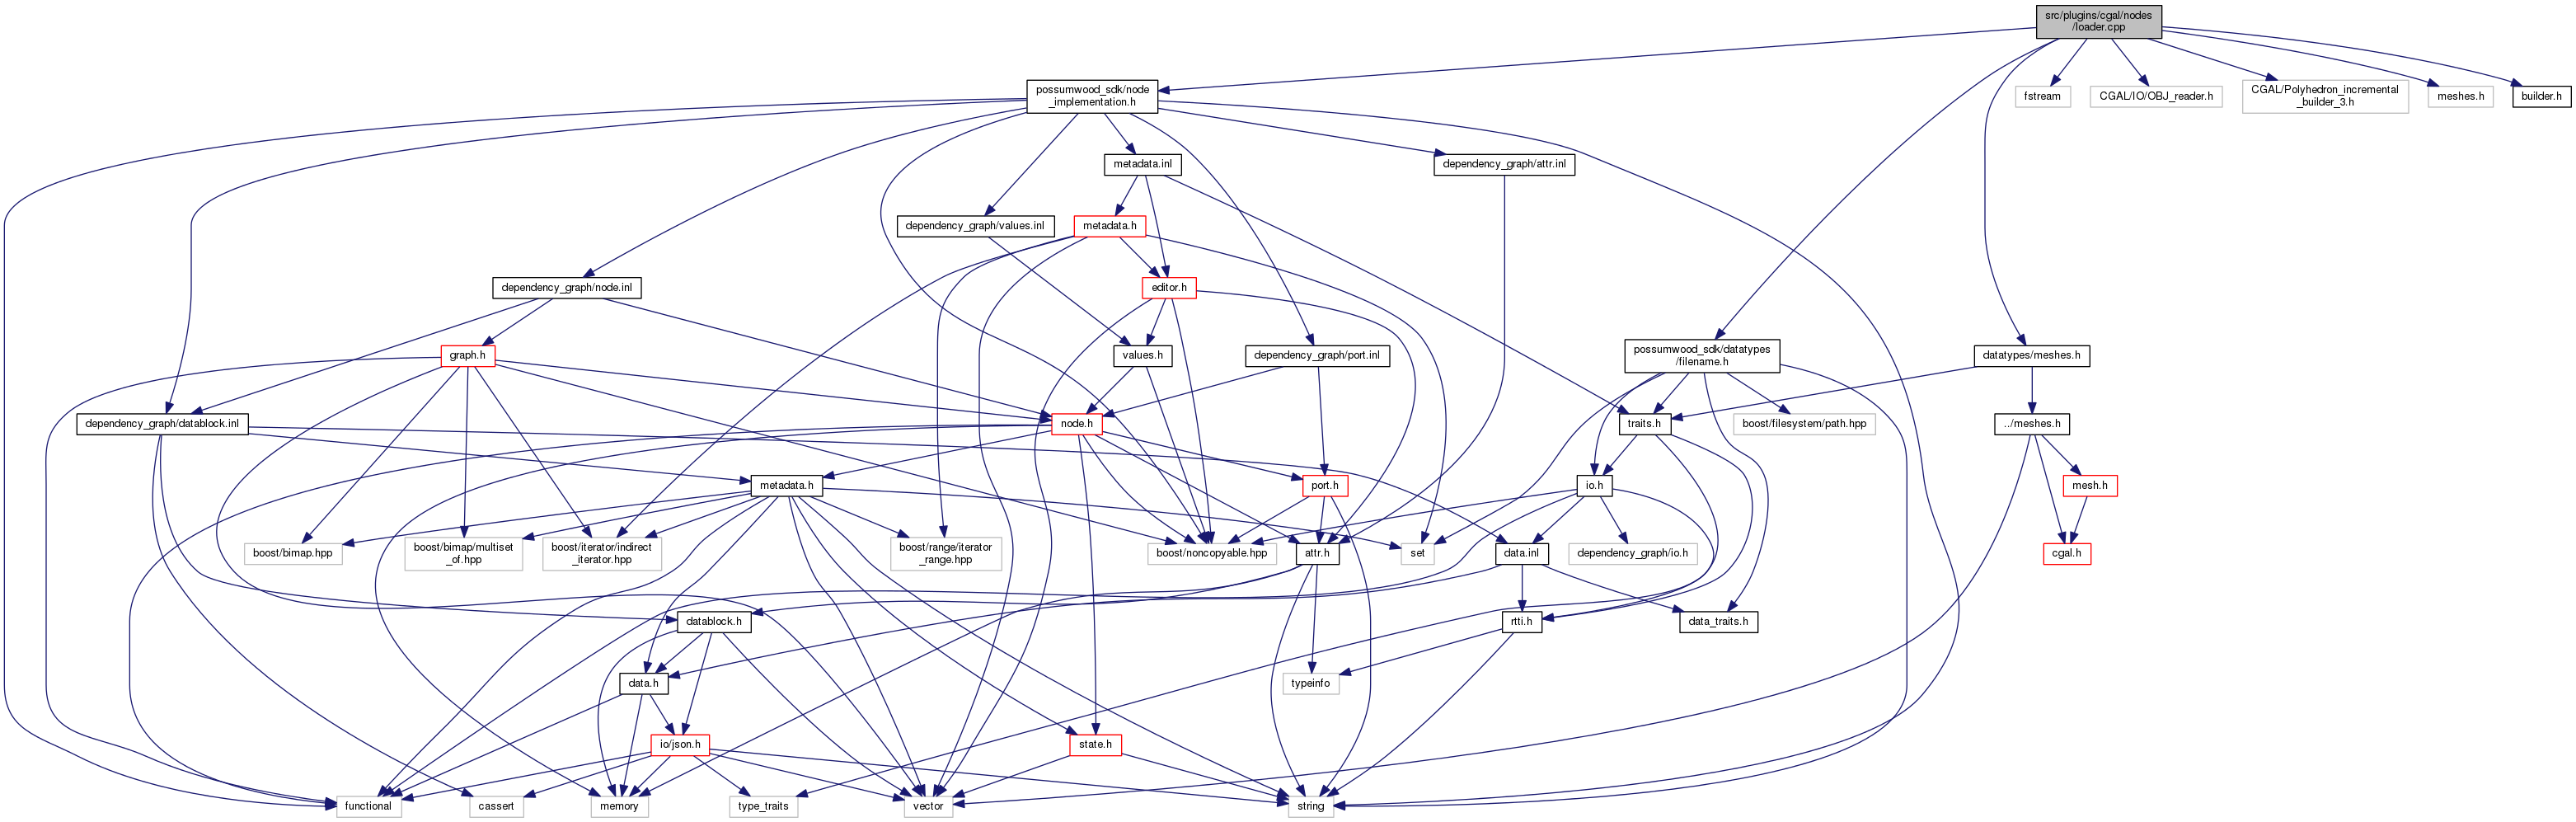 src/plugins/cgal/nodes
/loader.cpp
possumwood_sdk/node
_implementation.h
fstream
CGAL/IO/OBJ_reader.h
CGAL/Polyhedron_incremental
_builder_3.h
meshes.h
builder.h
metadata.inl
dependency_graph/attr.inl
dependency_graph/values.inl
metadata.h
dependency_graph/node.inl
editor.h
graph.h
values.h
dependency_graph/port.inl
possumwood_sdk/datatypes
/filename.h
datatypes/meshes.h
dependency_graph/datablock.inl
node.h
traits.h
boost/filesystem/path.hpp
../meshes.h
metadata.h
port.h
io.h
mesh.h
boost/bimap.hpp
boost/bimap/multiset
_of.hpp
boost/iterator/indirect
_iterator.hpp
boost/range/iterator
_range.hpp
boost/noncopyable.hpp
attr.h
set
data.inl
dependency_graph/io.h
cgal.h
datablock.h
rtti.h
data_traits.h
data.h
typeinfo
io/json.h
state.h
functional
cassert
memory
type_traits
vector
string